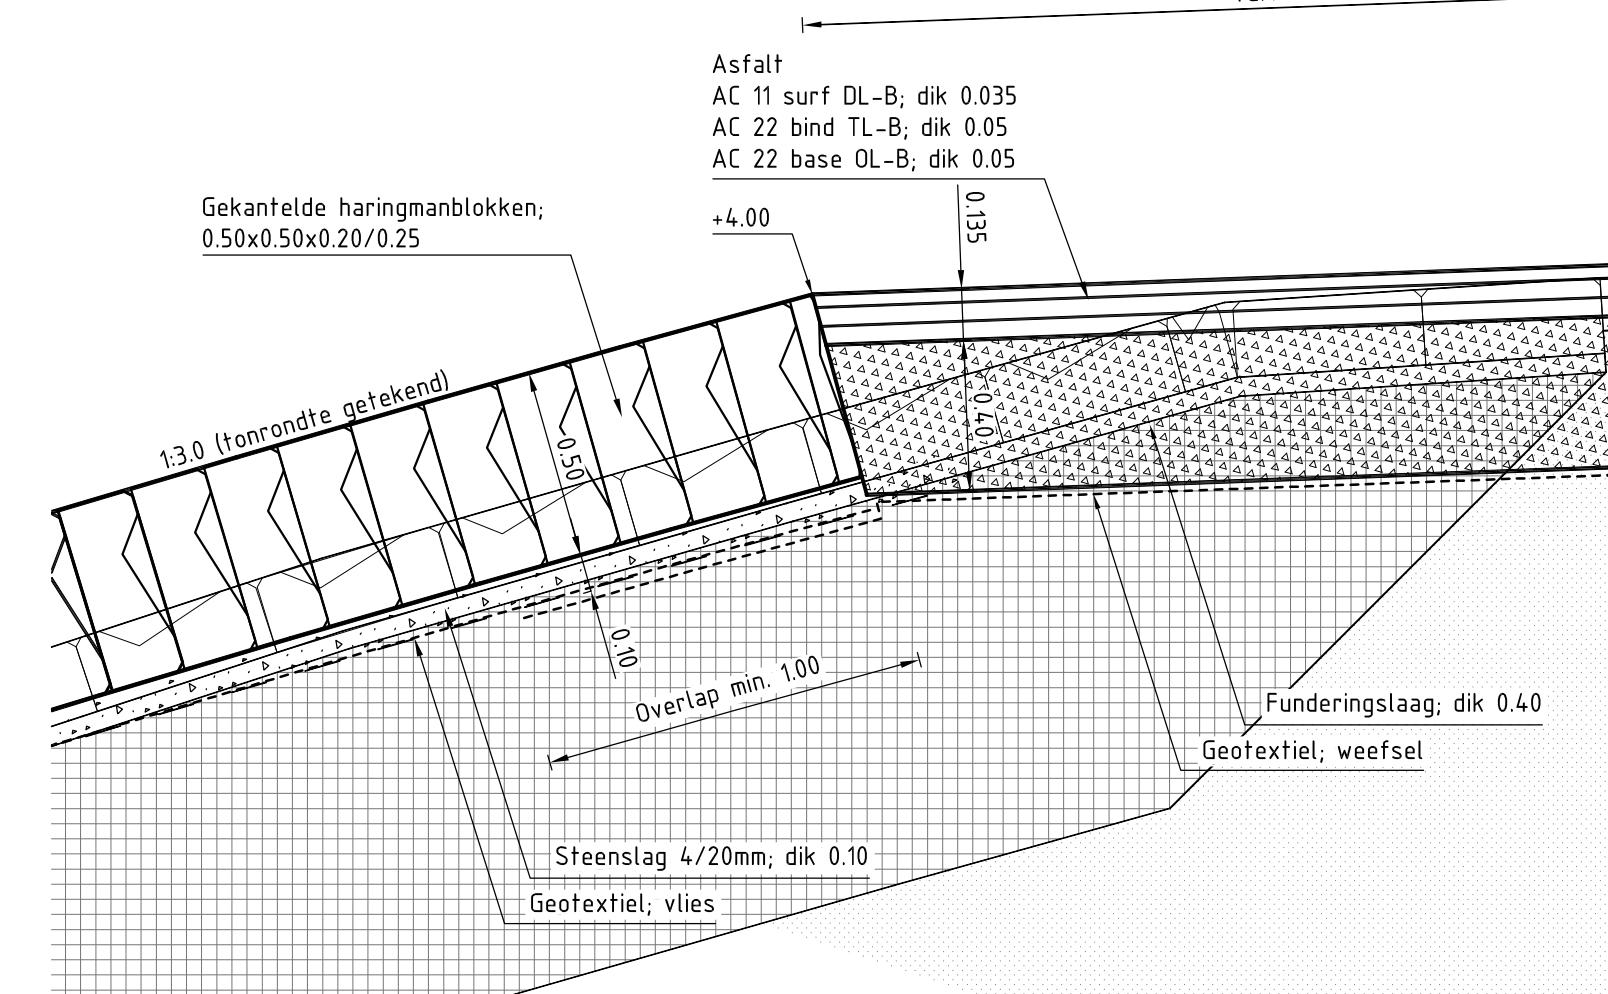 Asfalt
AC 11 surf DL-B; dik 0.035
AC 22 bind TL-B; dik 0.05
AC 22 base OL-B; dik 0.05
Gekantelde haringmanblokken;
0.50x0.50x0.20/0.25
+4.00
0.135
1:3.0 (tonrondte getekend)
0.40
0.50
0.10
Overlap min. 1.00
Funderingslaag; dik 0.40
Geotextiel; weefsel
Steenslag 4/20mm; dik 0.10
Geotextiel; vlies